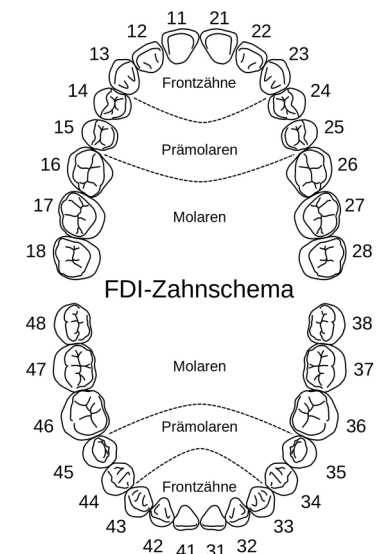 11 21
12 22
13 23
Frontzähne
14 24
15 25
Prämolaren
16 26
17 27
Molaren
18 28
FDI-Zahnschema
48 38
47 Molaren 37
46 36
Prämolaren
45 35
Frontzähne
44 34
43 33
42 41 31 32